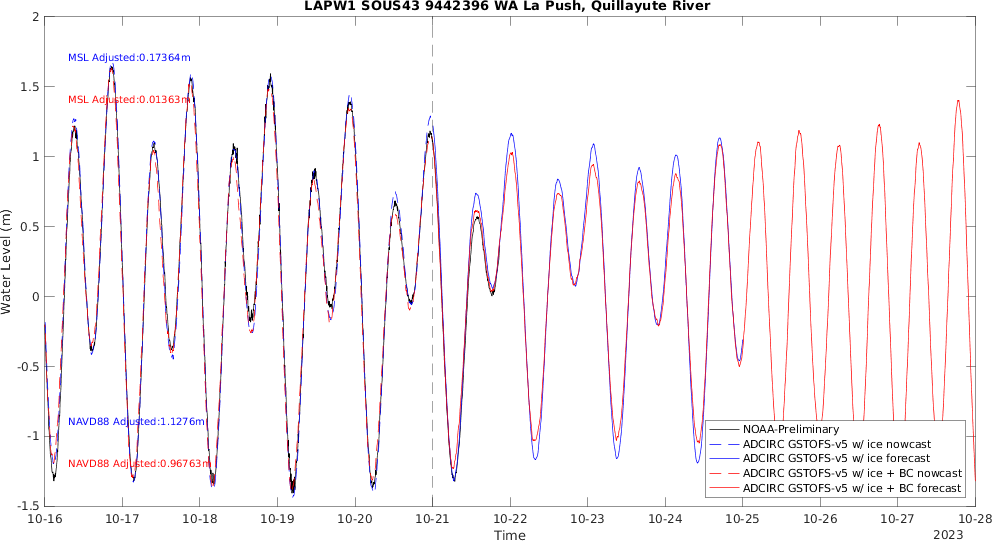 LAPW1 SOUS43 9442396 WA La Push, Quillayute River
Water Level (m)
2
1.5
1
0.5
0
-0.5
-1
-1.5
MSL Adjusted:0.17364m
MSL Adjusted:0.01363m
NAVD88 Adjusted:1.1276m
NAVD88 Adjusted:0.96763m
NOAA-Preliminary
ADCIRC GSTOFS-v5 w/ ice nowcast
ADCIRC GSTOFS-v5 w/ ice forecast
ADCIRC GSTOFS-v5 w/ ice + BC nowcast
ADCIRC GSTOFS-v5 w/ ice + BC forecast
10-16 10-17 10-18 10-19 10-20 10-21 10-22 10-23 10-24 10-25 10-26 10-27 10-28
Time
2023